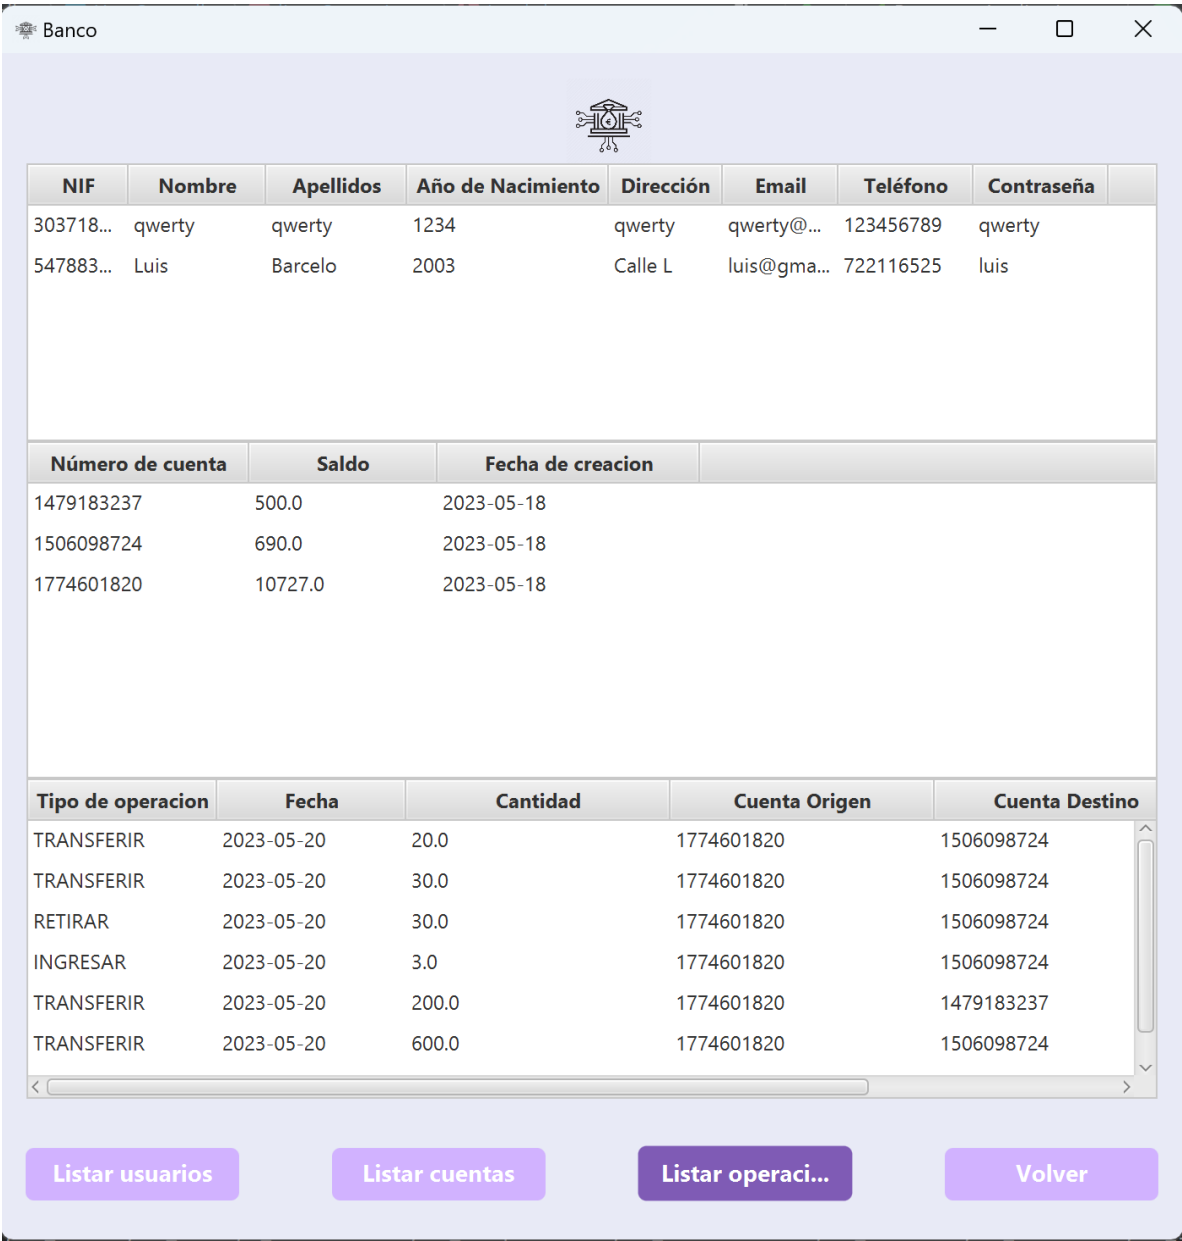 Banco
NIF Nombre Apellidos Año de Nacimiento Dirección Email Teléfono Contraseña
303718... qwerty qwerty 1234 qwerty qwerty@... 123456789 qwerty
547883... Luis Barcelo 2003 Calle L luis@gma... 722116525 luis
Número de cuenta Saldo Fecha de creacion
1479183237 500.0 2023-05-18
1506098724 690.0 2023-05-18
1774601820 10727.0 2023-05-18
Tipo de operacion Fecha Cantidad Cuenta Origen Cuenta Destino
TRANSFERIR 2023-05-20 20.0 1774601820 1506098724
TRANSFERIR 2023-05-20 30.0 1774601820 1506098724
RETIRAR 2023-05-20 30.0 1774601820 1506098724
INGRESAR 2023-05-20 3.0 1774601820 1506098724
TRANSFERIR 2023-05-20 200.0 1774601820 1479183237
TRANSFERIR 2023-05-20 600.0 1774601820 1506098724
Listar usuarios Listar cuentas Listar operaci... Volver